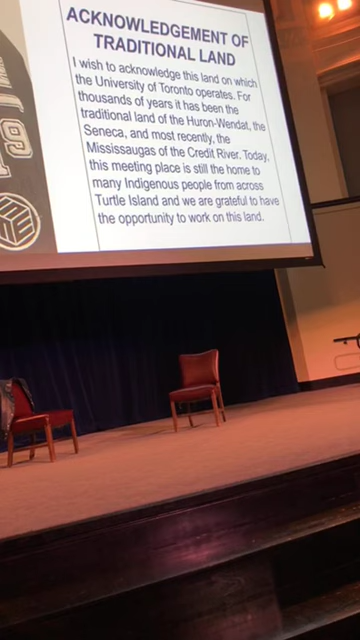 ACKNOWLEDGEMENT OF
TRADITIONAL LAND
I wish to acknowledge this land on which
the University of Toronto operates. For
thousands of years it has been the
traditional land of the Huron-Wendat, the
Seneca, and most recently, the
Mississaugas of the Credit River. Today,
this meeting place is still the home to
many Indigenous people from across
Turtle Island and we are grateful to have
the opportunity to work on this land.